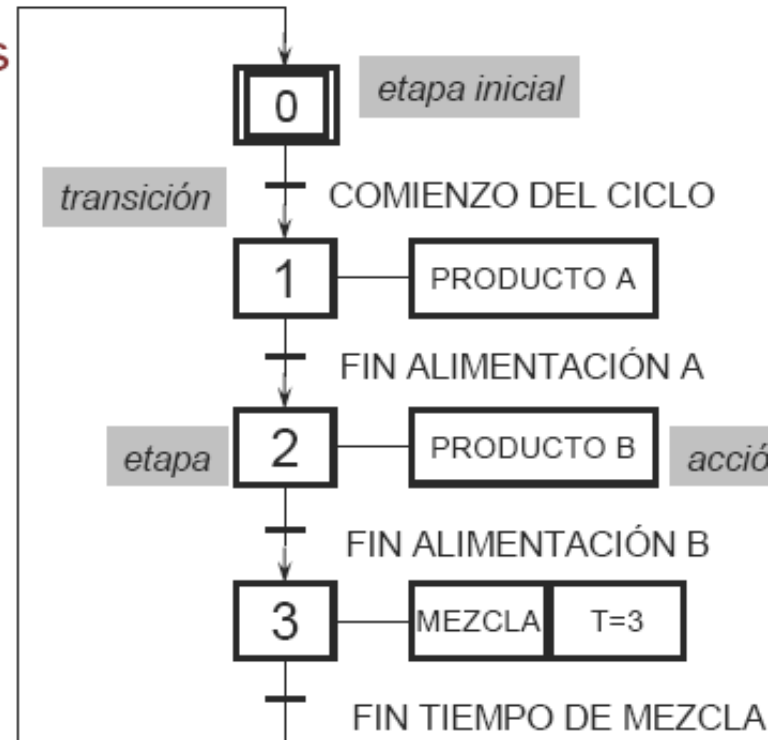 s
0
etapa inicial
transición
COMIENZO DEL CICLO
1
PRODUCTO A
FIN ALIMENTACIÓN A
etapa
2
PRODUCTO B
acció
FIN ALIMENTACIÓN B
3
MEZCLA
T=3
FIN TIEMPO DE MEZCLA